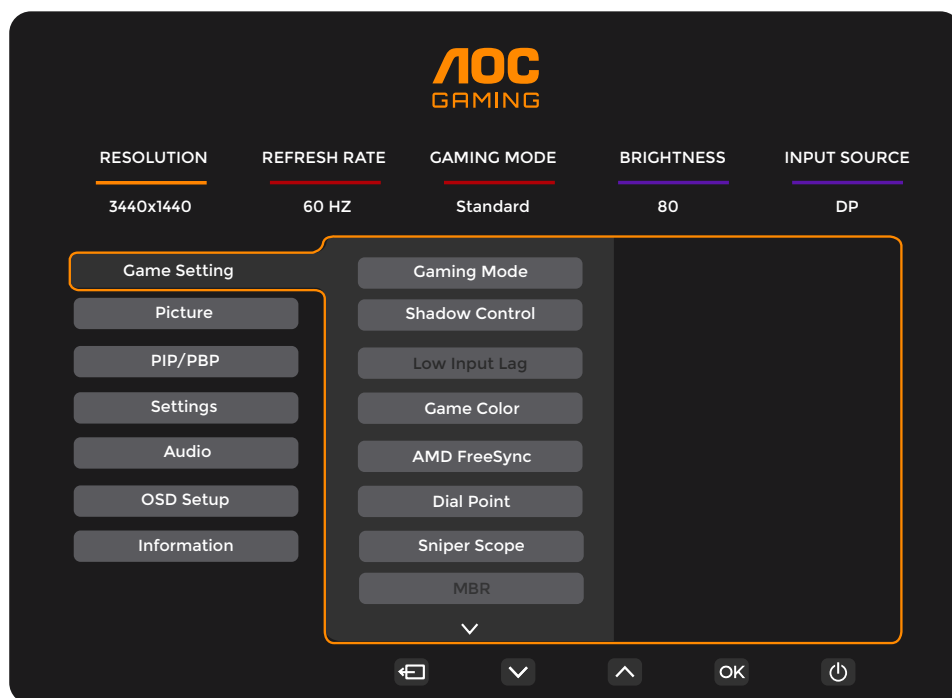 AOC
GAMING
RESOLUTION REFRESH RATE GAMING MODE BRIGHTNESS INPUT SOURCE
3440x1440 60 HZ Standard 80 DP
Game Setting Gaming Mode
Picture Shadow Control
PIP/PBP Low Input Lag
Settings Game Color
Audio AMD FreeSync
OSD Setup Dial Point
Information Sniper Scope
MBR
OK